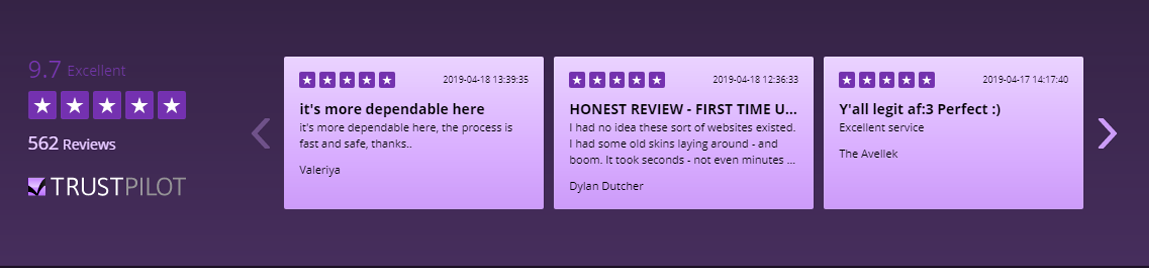 9.7 Excellent
562 Reviews
TRUSTPILOT
2019-04-18 13:39:35
it's more dependable here
it's more dependable here, the process is
fast and safe, thanks..
Valeriya
2019-04-18 12:36:33
HONEST REVIEW - FIRST TIME U...
I had no idea these sort of websites existed.
I had some old skins laying around - and
boom. It took seconds - not even minutes ...
Dylan Dutcher
2019-04-17 14:17:40
Y'all legit af:3 Perfect :)
Excellent service
The Avellek